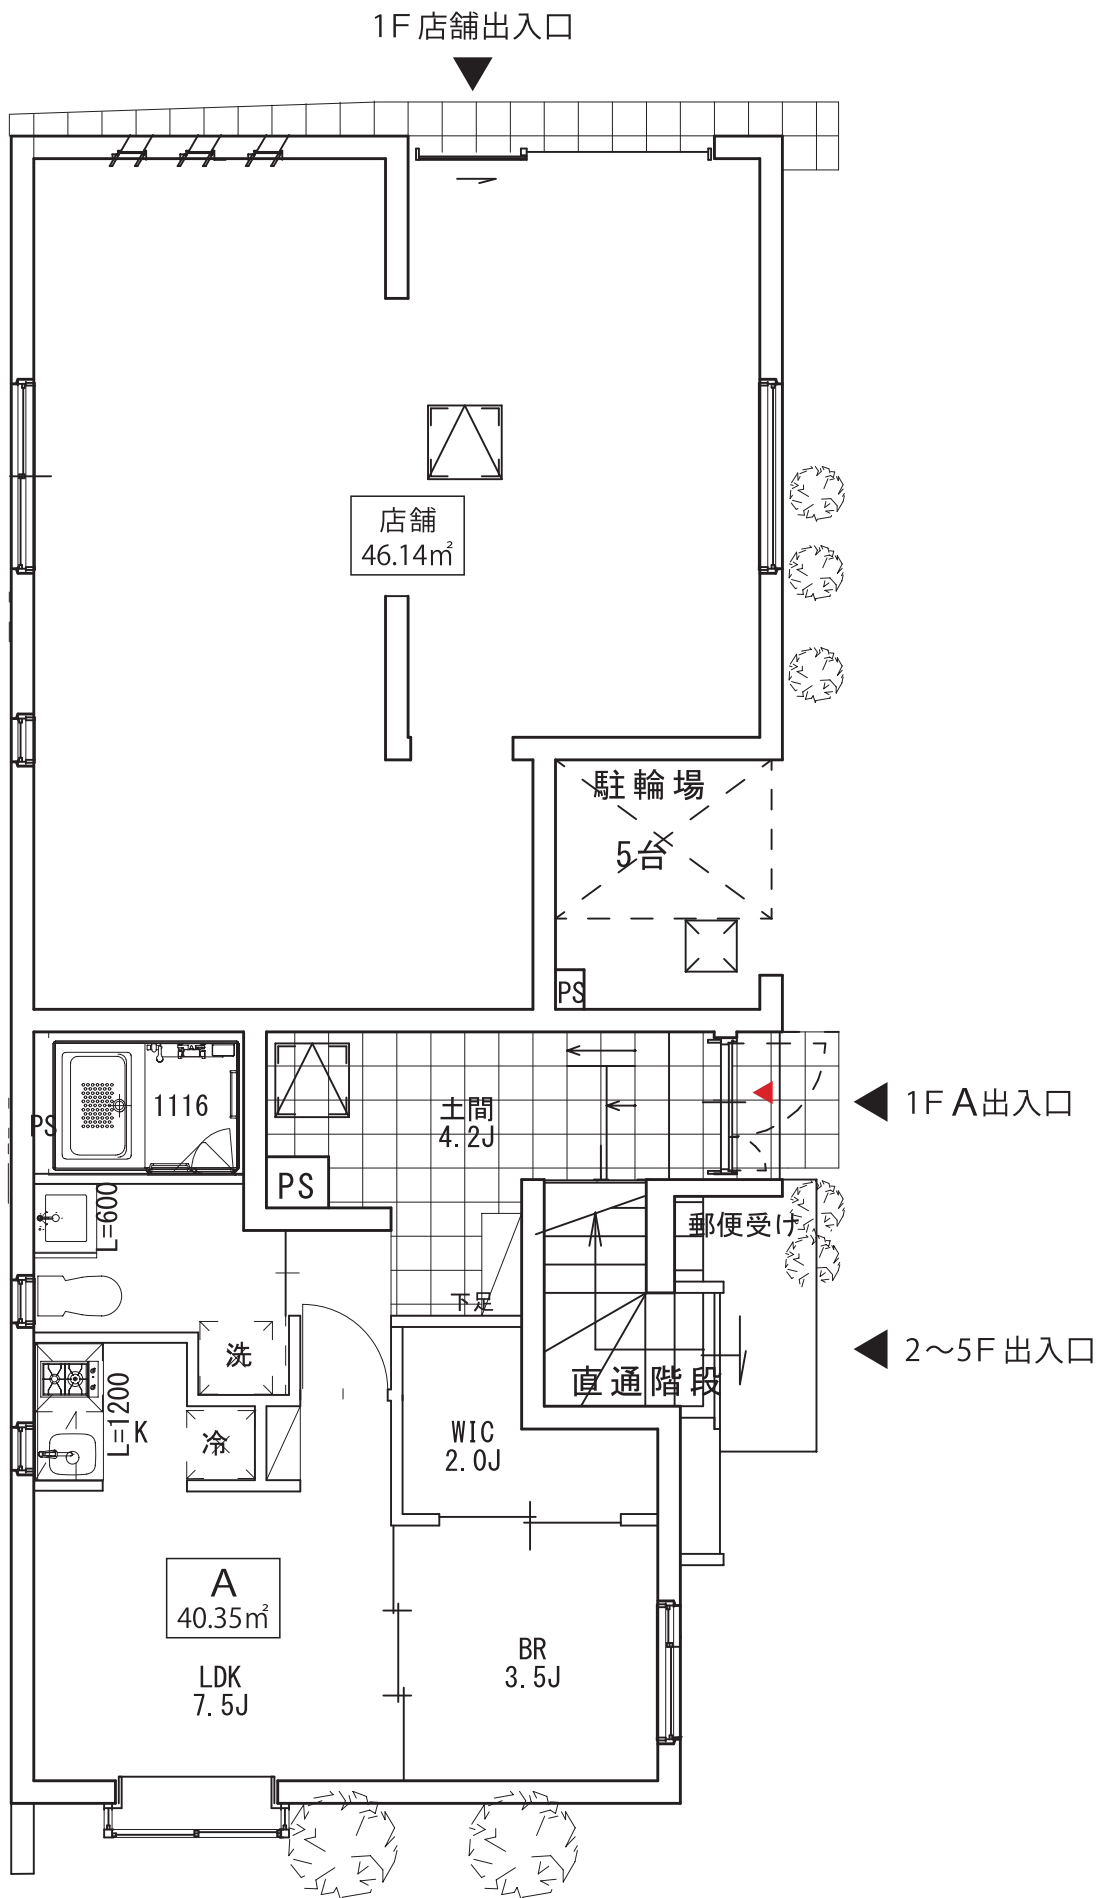 1F 店舗出入口
店舗
46.14㎡
駐輪場
5台
PS
1116
PS
土間
4.2J
1F A 出入口
PS
L=600
郵便受け
下足
洗
2〜5F 出入口
直通階段
L=1200
K
冷
WIC
2.0J
A
40.35㎡
BR
3.5J
LDK
7.5J